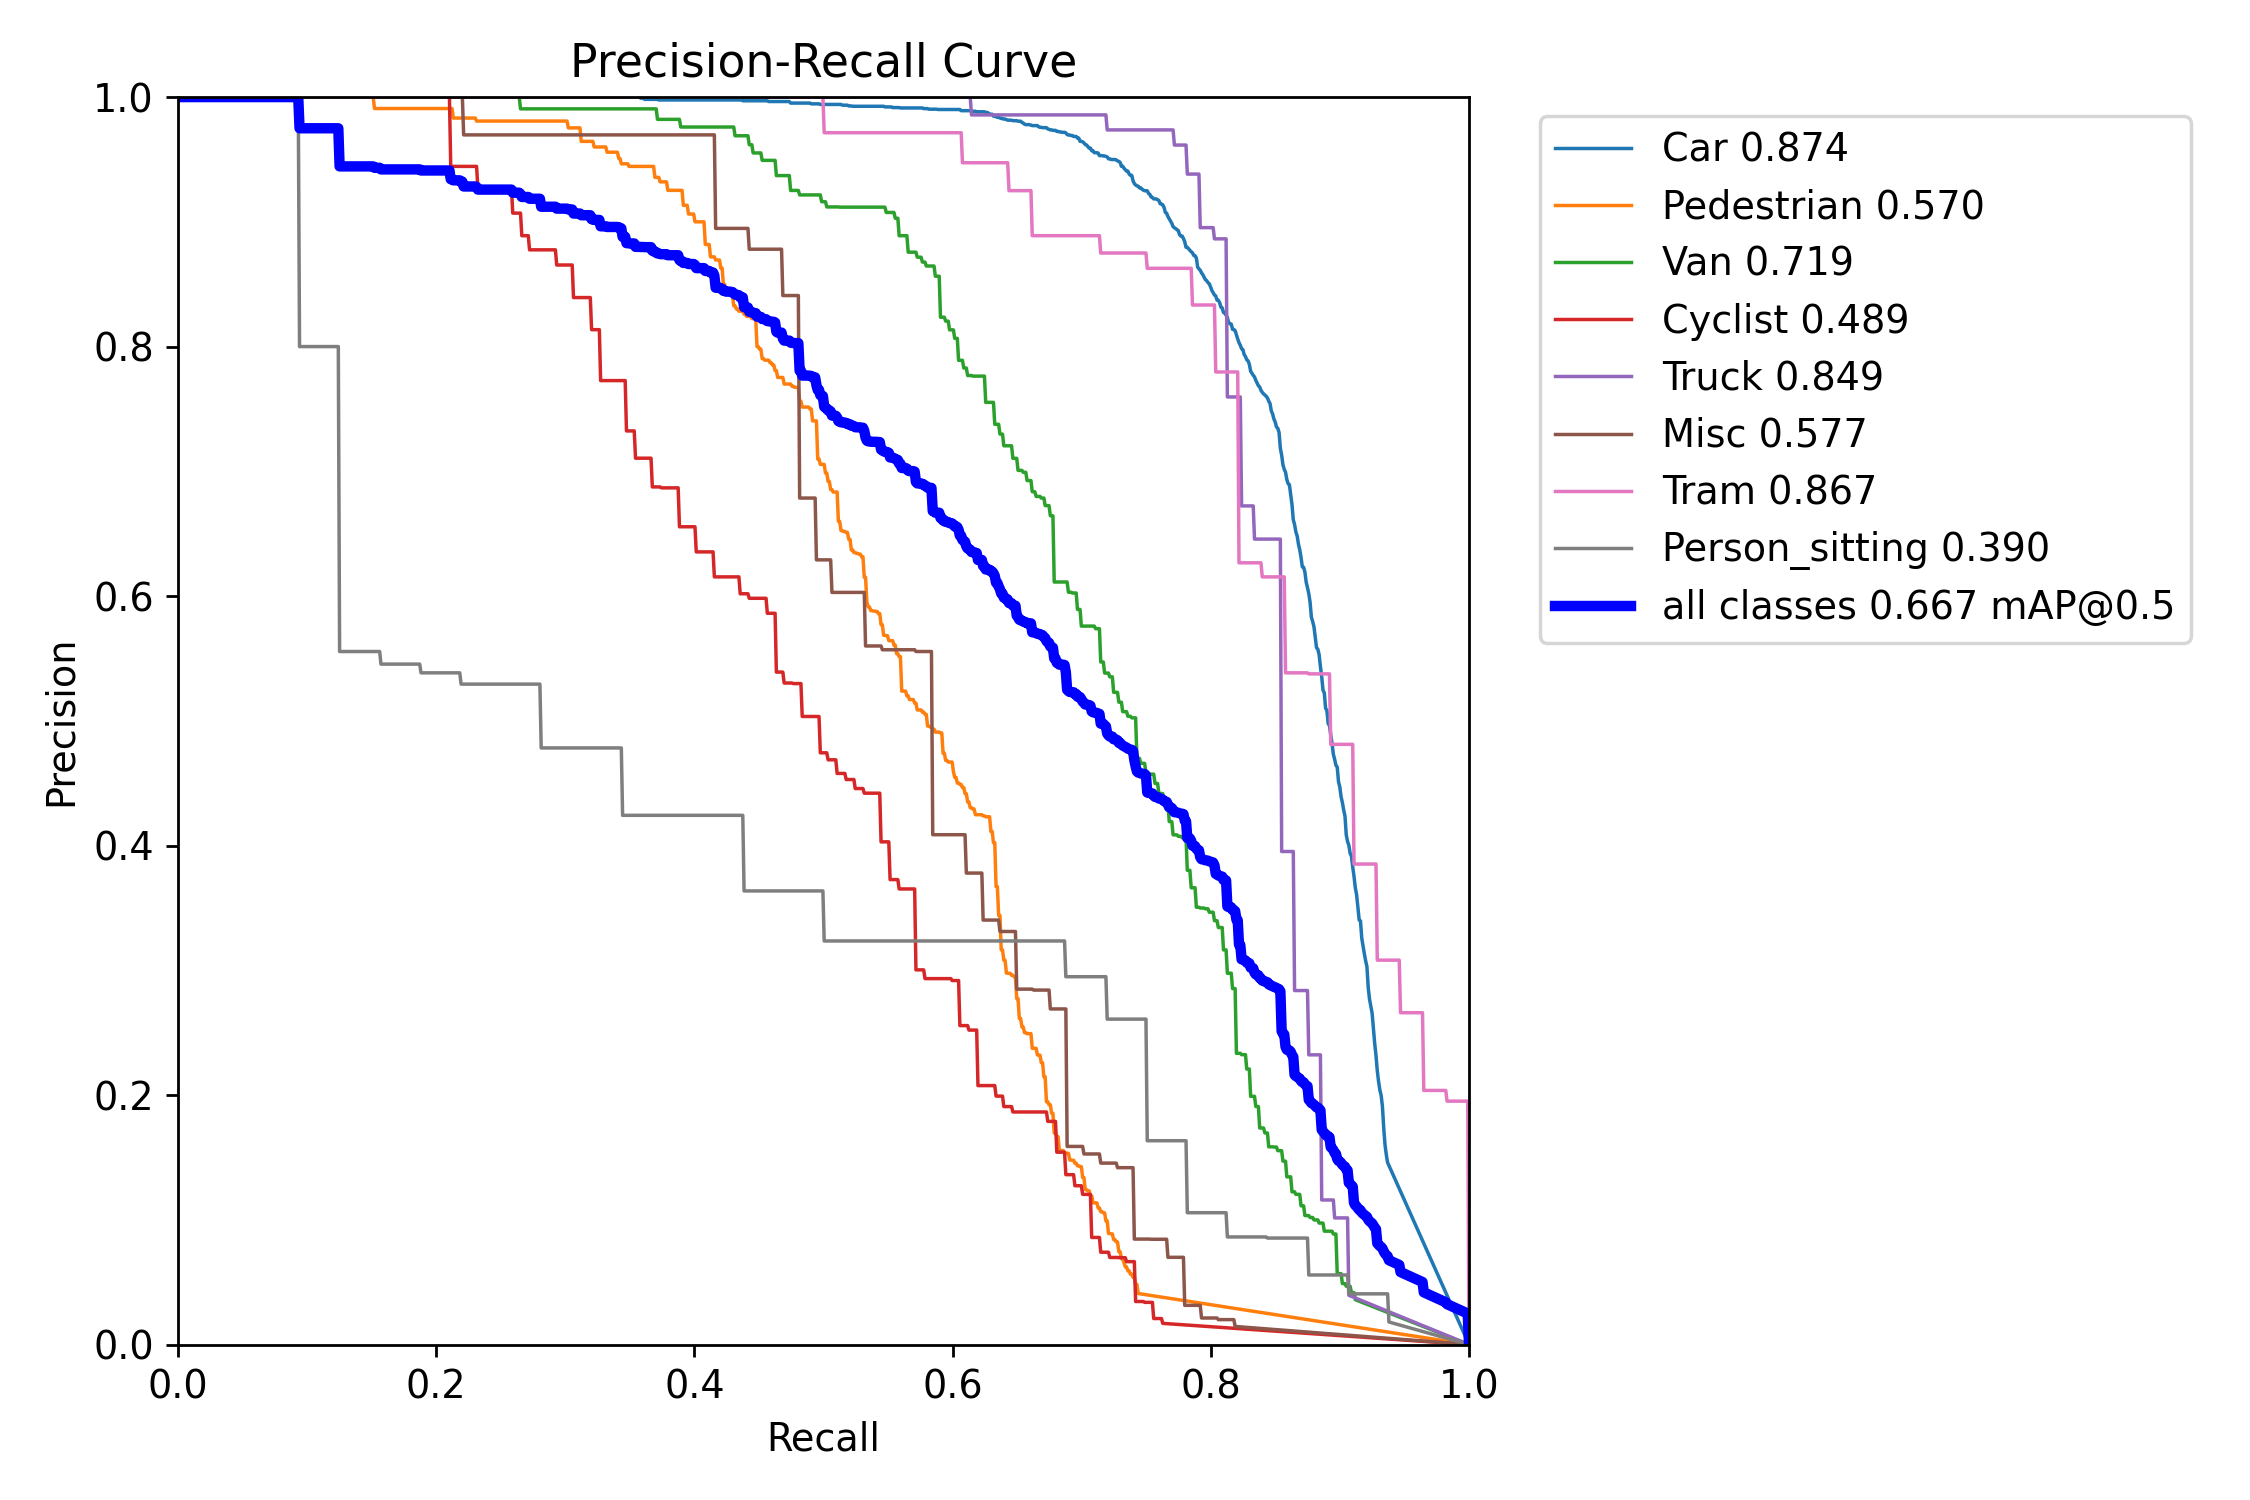 Precision-Recall Curve
1.0
0.8
0.6
0.4
0.2
0.0
Precision
0.0 0.2 0.4 0.6 0.8 1.0
Recall
Car 0.874
Pedestrian 0.570
Van 0.719
Cyclist 0.489
Truck 0.849
Misc 0.577
Tram 0.867
Person_sitting 0.390
all classes 0.667 mAP@0.5